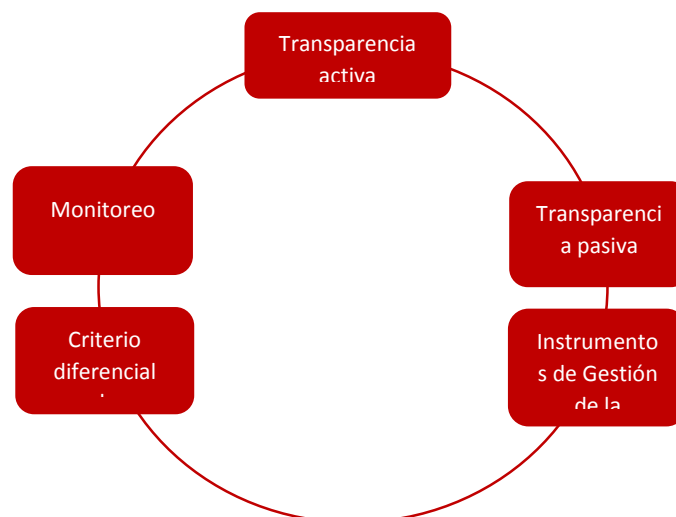 Transparencia
activa
Monitoreo
Transparenci
a pasiva
Criterio
diferencial
Instrumento
s de Gestión
de la